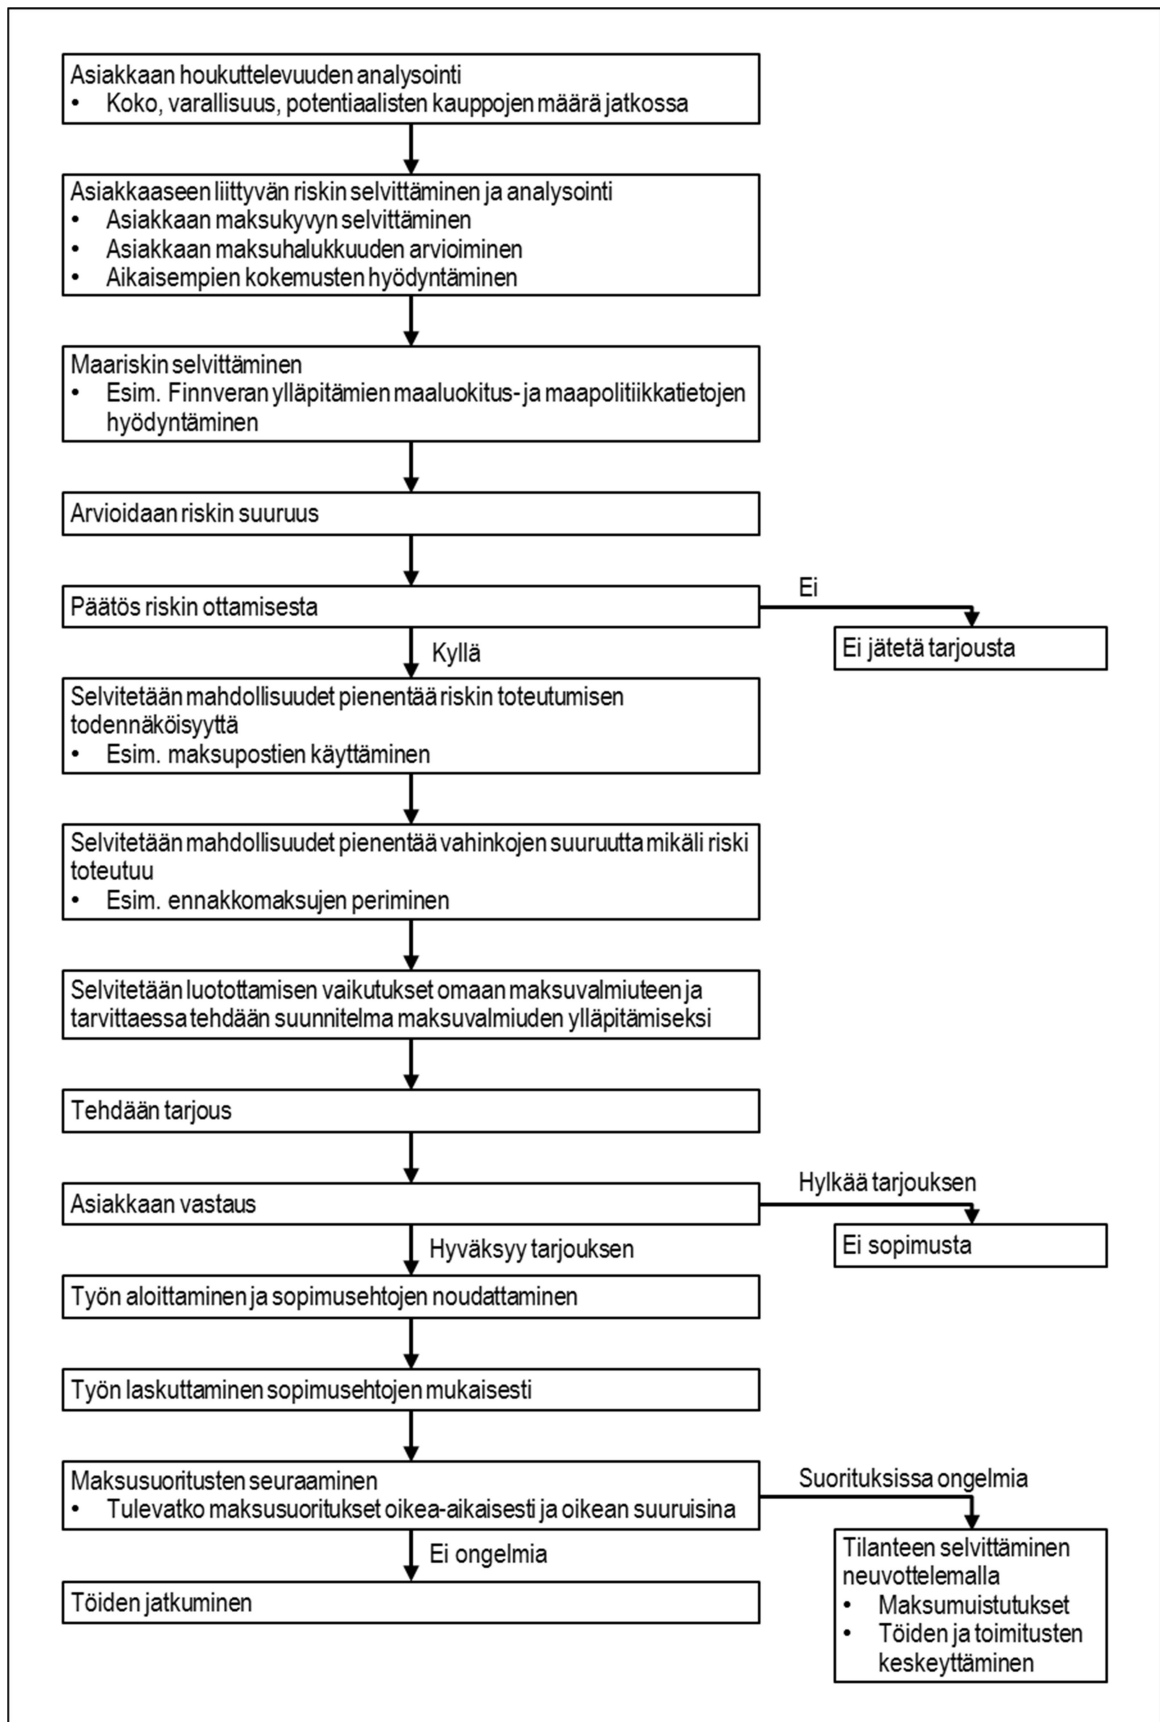 Asiakkaan houkuttelevuuden analysointi
• Koko, varallisuus, potentiaalisten kauppojen määrä jatkossa
Asiakkaaseen liittyvän riskin selvittäminen ja analysointi
• Asiakkaan maksukyvyn selvittäminen
• Asiakkaan maksuhalukkuuden arvioiminen
• Aikaisempien kokemusten hyödyntäminen
Maariskin selvittäminen
• Esim. Finnveran ylläpitämien maaluokitus- ja maapolitiikkatietojen
hyödyntäminen
Arvioidaan riskin suuruus
Päätös riskin ottamisesta
Ei
Ei jätetä tarjousta
Kyllä
Selvitetään mahdollisuudet pienentää riskin toteutumisen
todennäköisyyttä
• Esim. maksupostien käyttäminen
Selvitetään mahdollisuudet pienentää vahinkojen suuruutta mikäli riski
toteutuu
• Esim. ennakkomaksujen periminen
Selvitetään luotottamisen vaikutukset omaan maksuvalmiuteen ja
tarvittaessa tehdään suunnitelma maksuvalmiuden ylläpitämiseksi
Tehdään tarjous
Asiakkaan vastaus
Hylkää tarjouksen
Ei sopimusta
Hyväksyy tarjouksen
Työn aloittaminen ja sopimusehtojen noudattaminen
Työn laskuttaminen sopimusehtojen mukaisesti
Maksusuoritusten seuraaminen
• Tulevatko maksusuoritukset oikea-aikaisesti ja oikean suuruisina
Suorituksissa ongelmia
Tilanteen selvittäminen
neuvottelemalla
• Maksumuistutukset
• Töiden ja toimitusten
keskeyttäminen
Ei ongelmia
Töiden jatkuminen